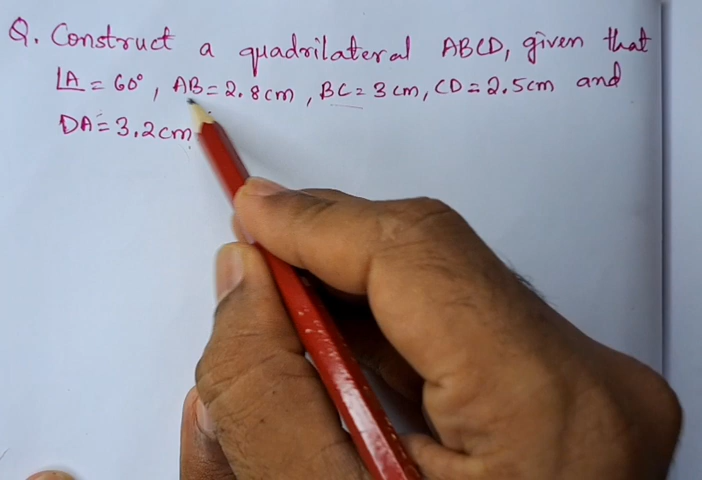 Q. Construct a quadrilateral ABCD, given that
∠A = 60°, AB = 2.8cm, BC = 3cm, CD = 2.5cm and
DA = 3.2cm.